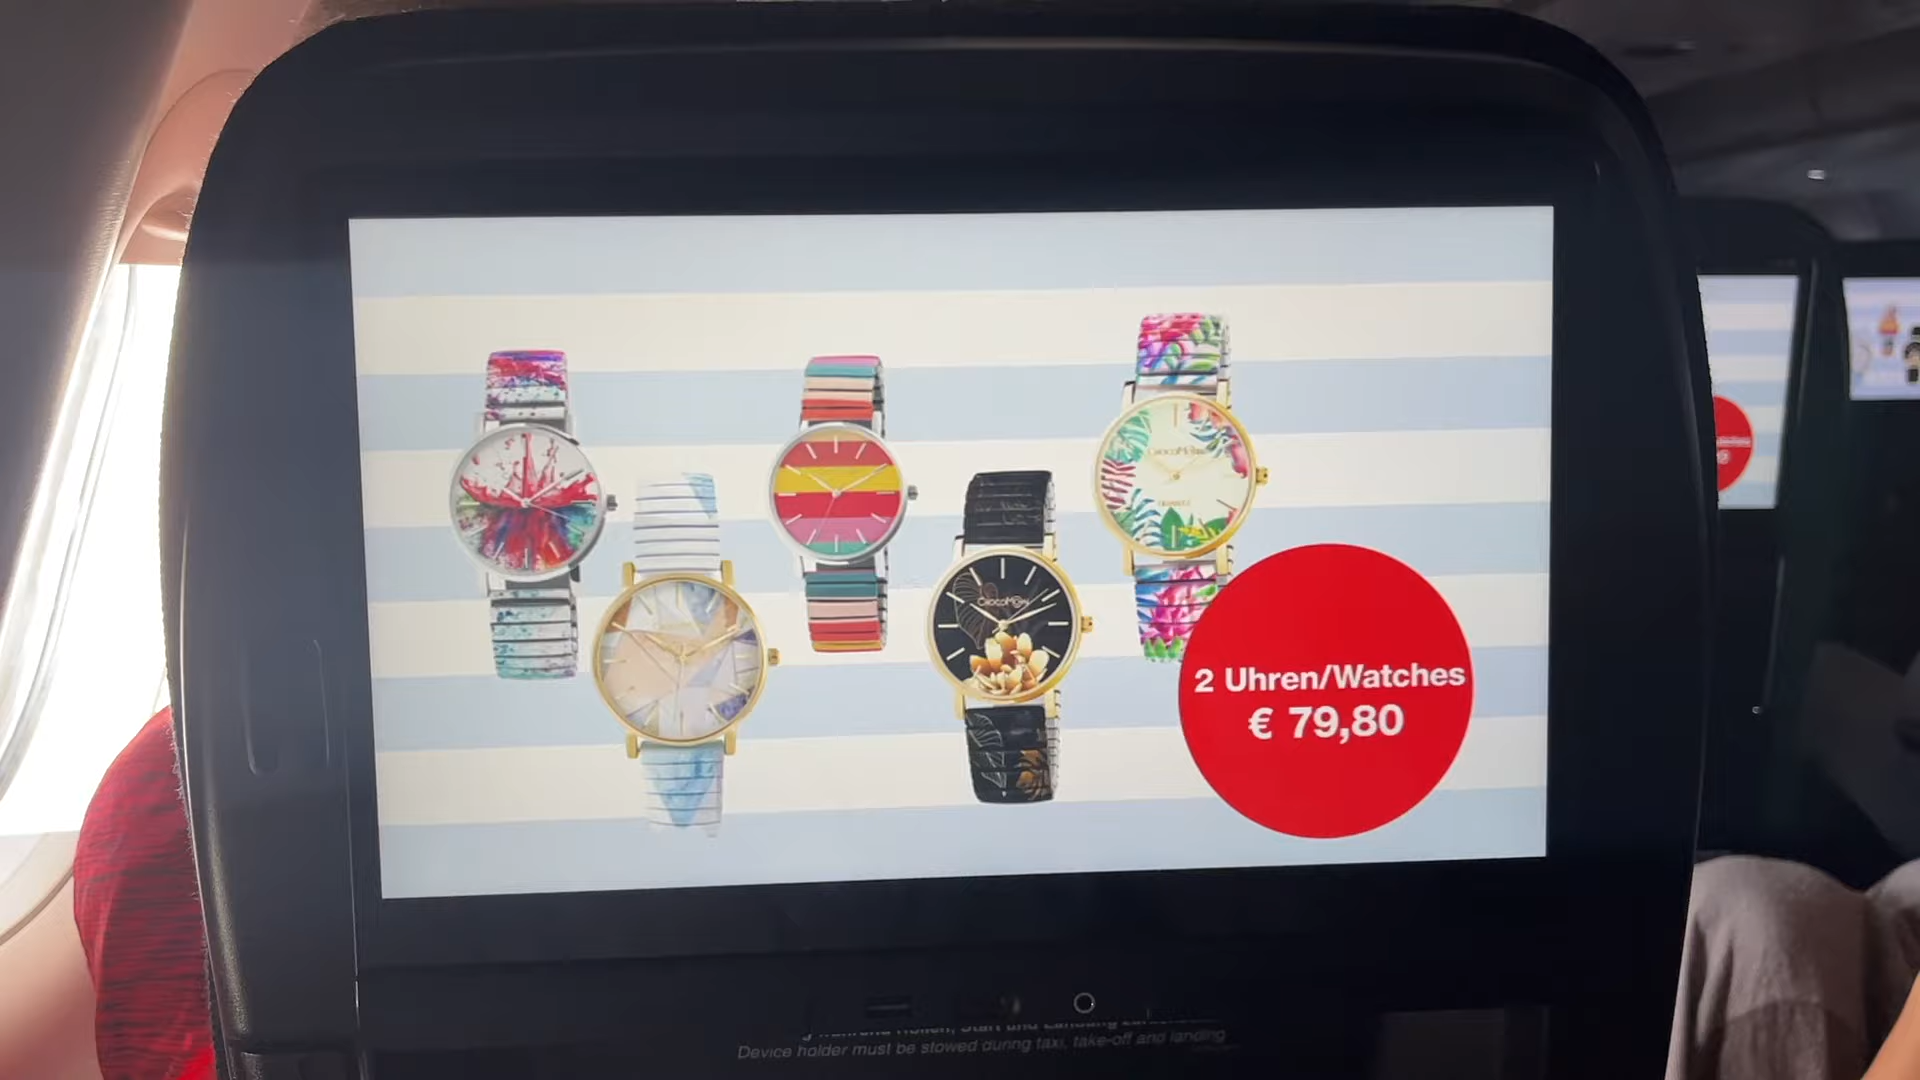 2 Uhren/Watches
€ 79,80
Device holder must be stowed during taxi, take-off and landing